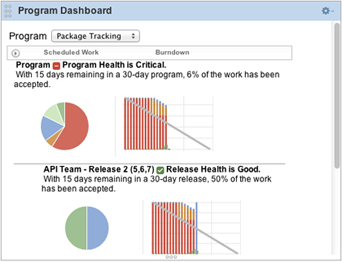 Program Dashboard
Program Package Tracking
Scheduled Work Burndown
Program Program Health is Critical.
With 15 days remaining in a 30-day program, 6% of the work has been
accepted.
API Team - Release 2 (5,6,7) Release Health is Good.
With 15 days remaining in a 30-day release, 50% of the work
has been accepted.